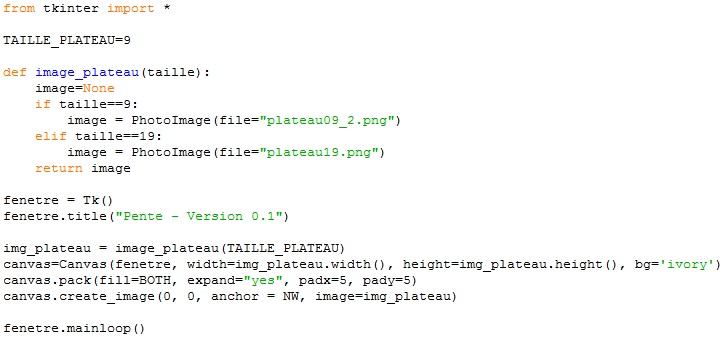 from tkinter import *

TAILLE_PLATEAU=9

def image_plateau(taille):
    image=None
    if taille==9:
        image = PhotoImage(file="plateau09_2.png")
    elif taille==19:
        image = PhotoImage(file="plateau19.png")
    return image

fenetre = Tk()
fenetre.title("Pente - Version 0.1")

img_plateau = image_plateau(TAILLE_PLATEAU)
canvas=Canvas(fenetre, width=img_plateau.width(), height=img_plateau.height(), bg='ivory')
canvas.pack(fill=BOTH, expand="yes", padx=5, pady=5)
canvas.create_image(0, 0, anchor = NW, image=img_plateau)

fenetre.mainloop()